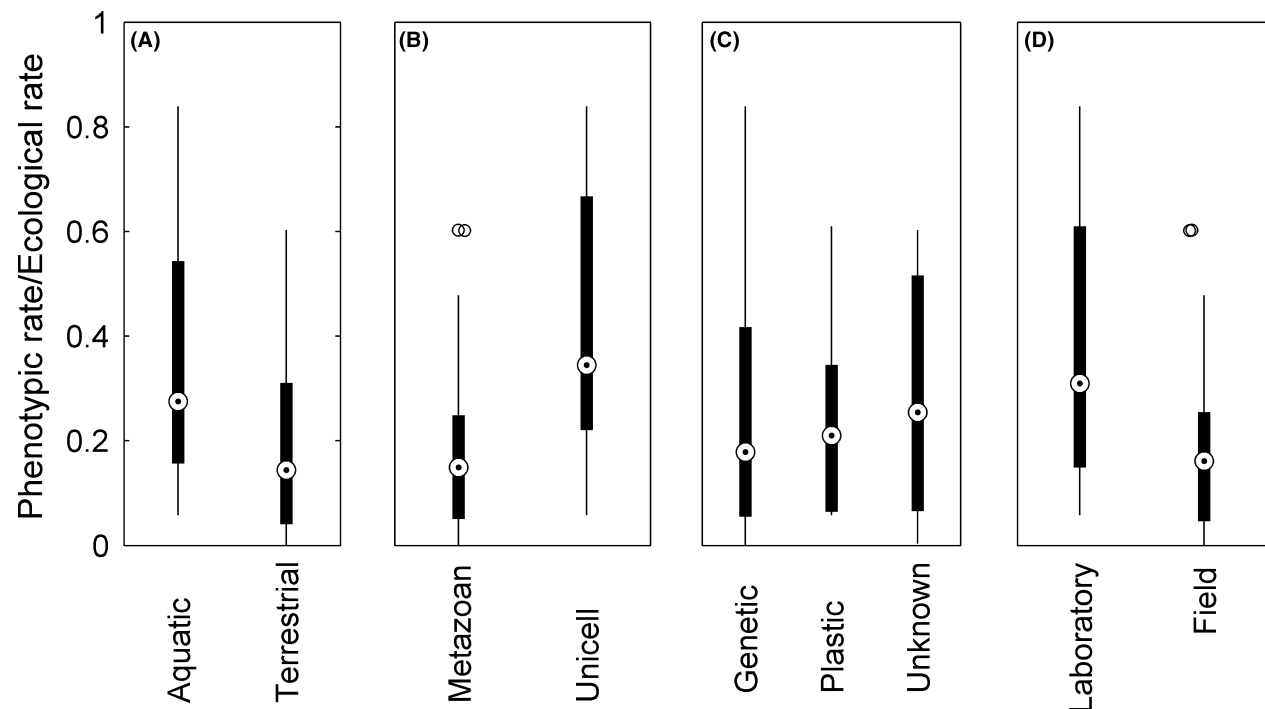 Phenotypic rate/Ecological rate
1
0.8
0.6
0.4
0.2
0
(A)
Aquatic
Terrestrial
(B)
Metazoan
Unicell
(C)
Genetic
Plastic
Unknown
(D)
Laboratory
Field